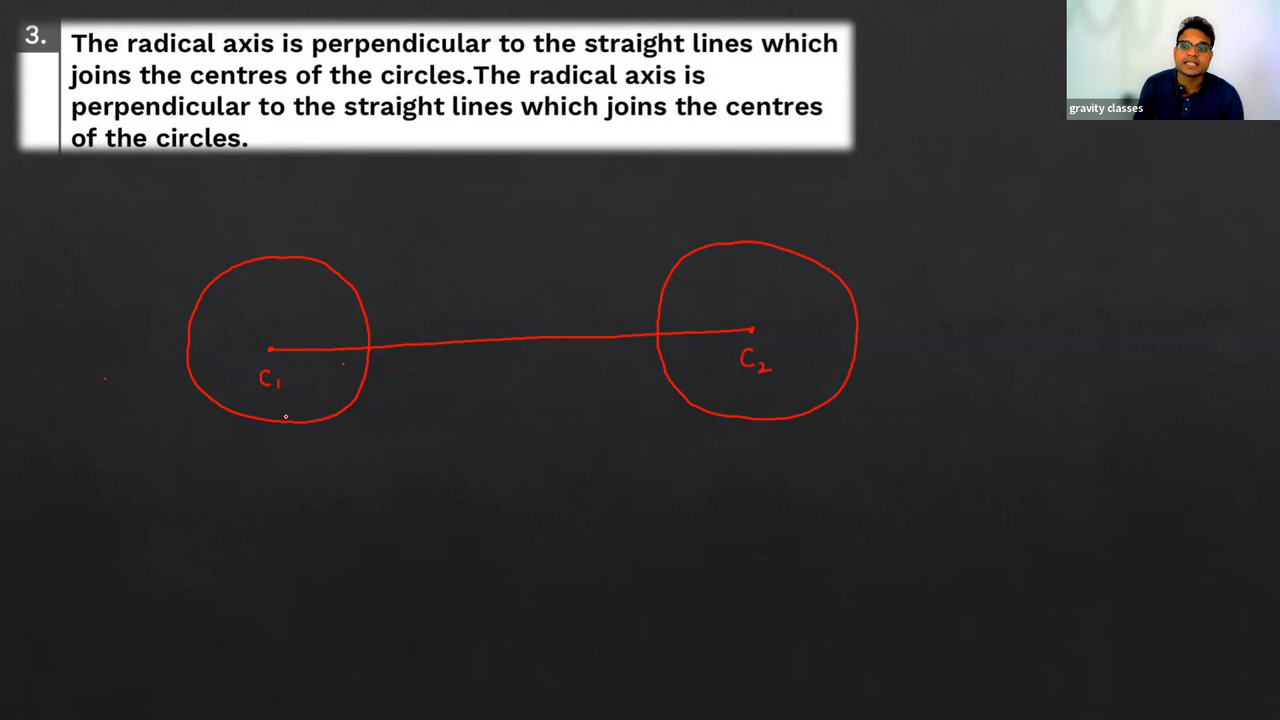 3.
The radical axis is perpendicular to the straight lines which
joins the centres of the circles.The radical axis is
perpendicular to the straight lines which joins the centres
of the circles.
gravity classes
C₁
C₂